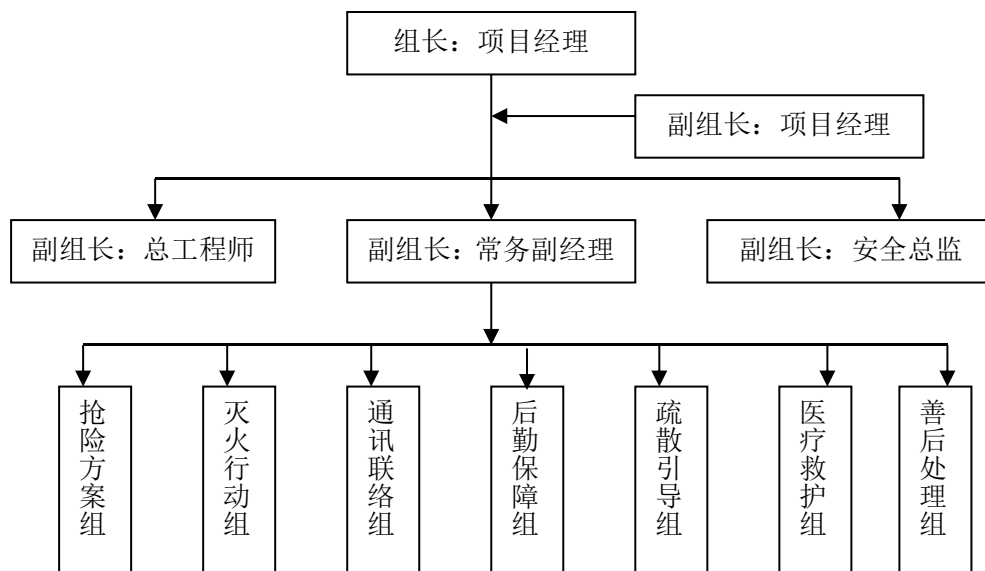 组长：项目经理
副组长：项目经理
副组长：总工程师
副组长：常务副经理
副组长：安全总监
抢险方案组
灭火行动组
通讯联络组
后勤保障组
疏散引导组
医疗救护组
善后处理组